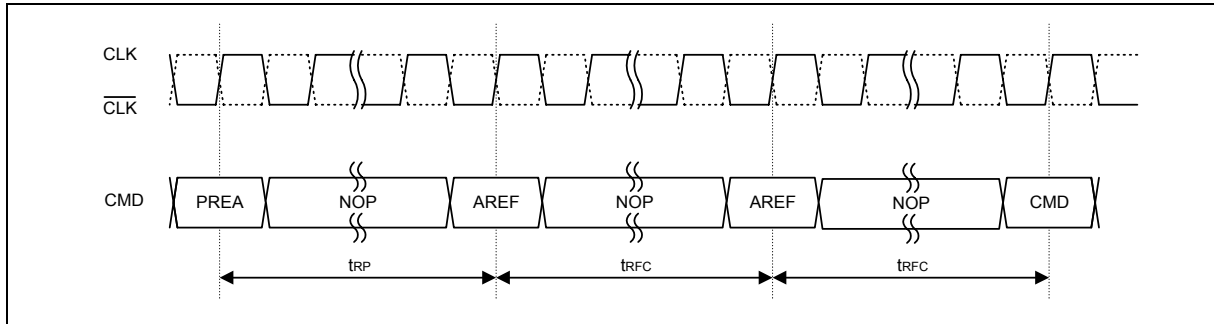 CLK
CLK
CMD PREA NOP AREF NOP AREF NOP CMD
tRP tRFC tRFC